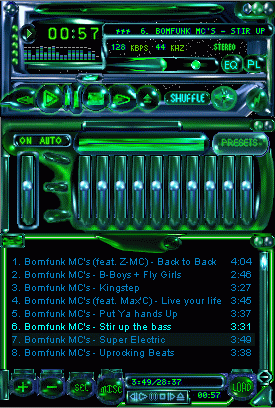 00:57
*** 6. BOMFUNK MC'S - STIR UP
128 KBPS 44 KHZ STEREO
EQ PL
SHUFFLE
ON AUTO PRESETS
1. Bomfunk MC's (feat. Z-MC) - Back to Back 4:04
2. Bomfunk MC's - B-Boys + Fly Girls 2:46
3. Bomfunk MC's - Kingstep 3:27
4. Bomfunk MC's (feat. Max'C) - Live your life 3:45
5. Bomfunk MC's - Put Ya hands Up 3:37
6. Bomfunk MC's - Stir up the bass 3:31
7. Bomfunk MC's - Super Electric 3:49
8. Bomfunk MC's - Uprocking Beats 3:38
+ - SEL MISC 3:49/28:37 LOAD
00:57